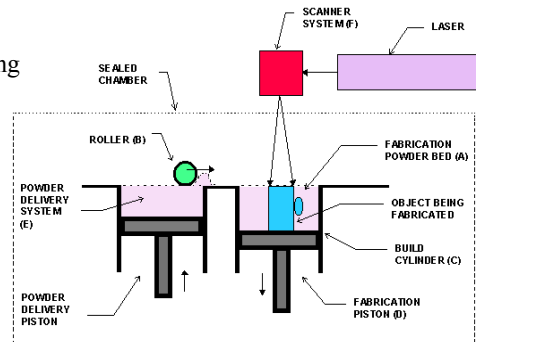 SCANNER
SYSTEM (F)
LASER
ng
SEALED
CHAMBER
ROLLER (B)
FABRICATION
POWDER BED (A)
POWDER
DELIVERY
SYSTEM
(E)
OBJECT BEING
FABRICATED
BUILD
CYLINDER (C)
POWDER
DELIVERY
PISTON
FABRICATION
PISTON (D)